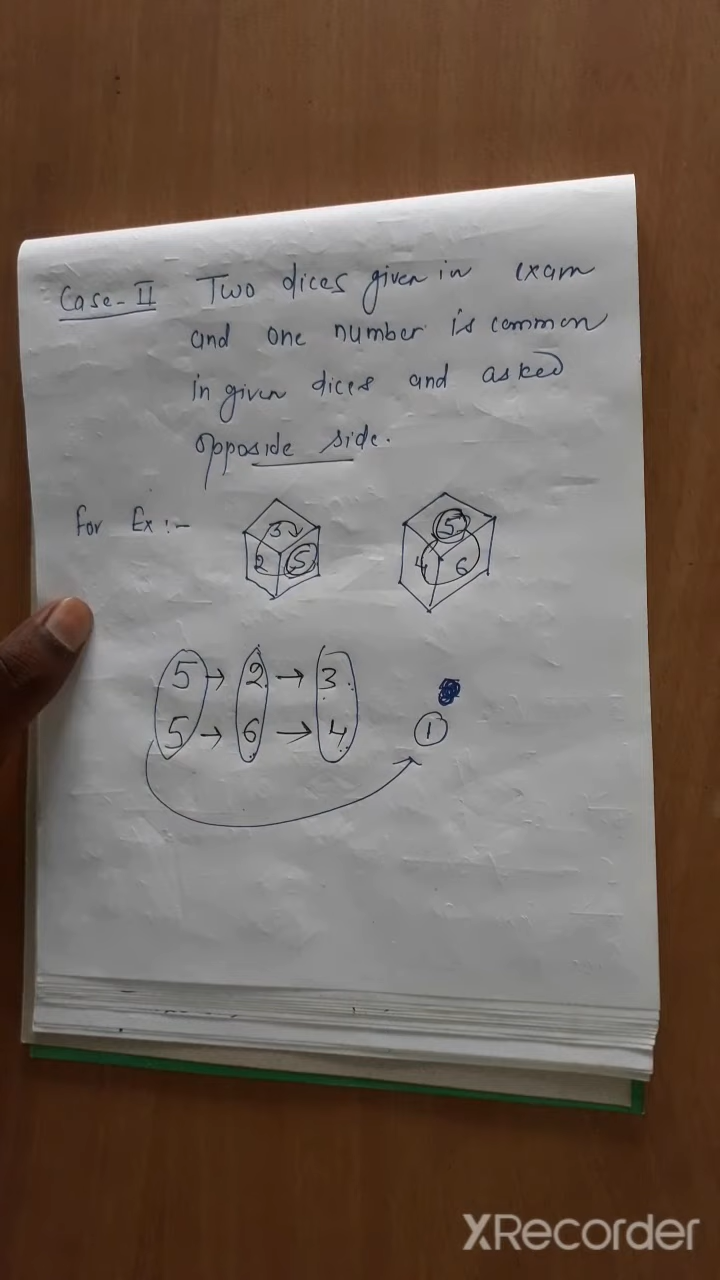 Case-II Two dices given in exam
and one number is common
in given dices and asked
opposite side.
For Ex:-
3
2 5
5
4 6
5 → 2 → 3
5 → 6 → 4
1
XRecorder